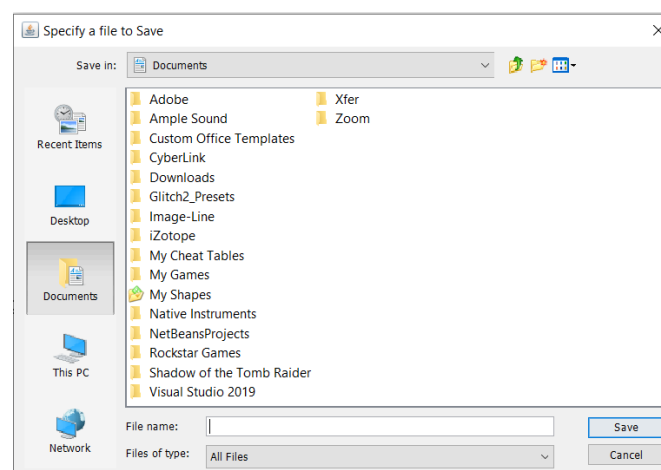 Specify a file to Save
Save in: Documents
Recent Items
Desktop
Documents
This PC
Network
Adobe
Ample Sound
Custom Office Templates
CyberLink
Downloads
Glitch2_Presets
Image-Line
iZotope
My Cheat Tables
My Games
My Shapes
Native Instruments
NetBeansProjects
Rockstar Games
Shadow of the Tomb Raider
Visual Studio 2019
Xfer
Zoom
File name:
Save
Files of type: All Files
Cancel